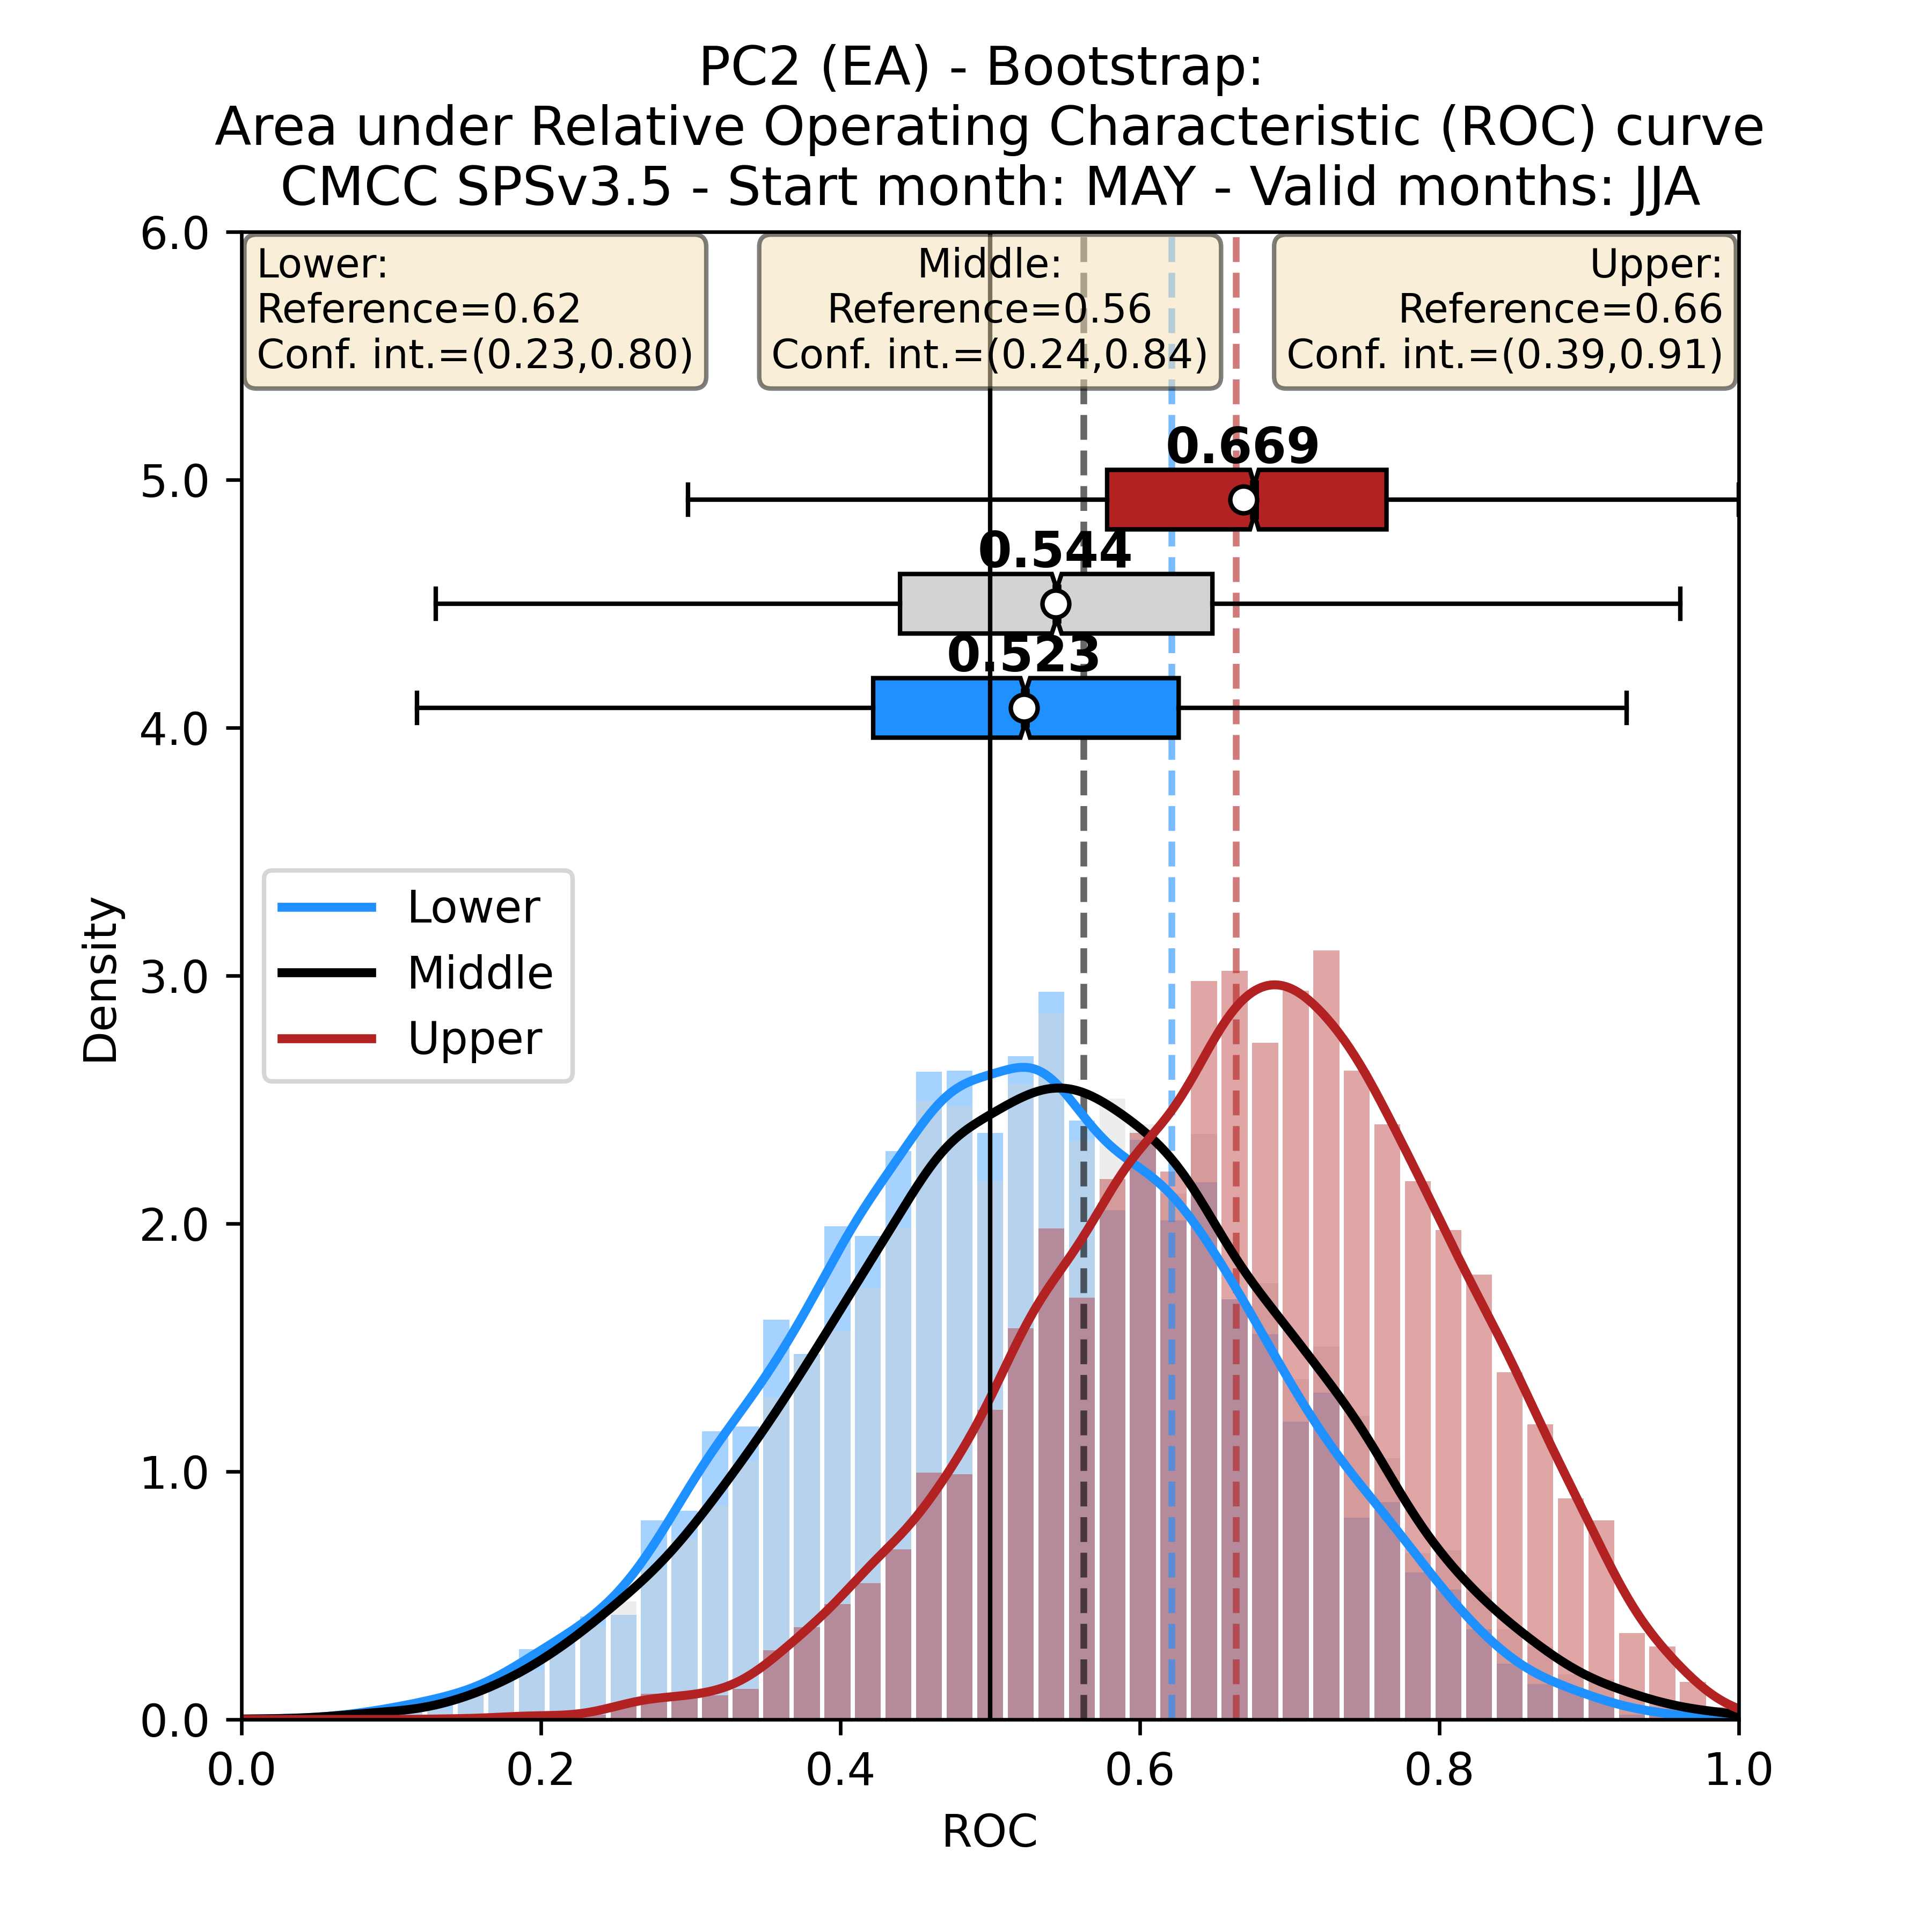 PC2 (EA) - Bootstrap:
Area under Relative Operating Characteristic (ROC) curve
CMCC SPSv3.5 - Start month: MAY - Valid months: JJA
6.0
Lower:
Reference=0.62
Conf. int.=(0.23,0.80)
Middle:
Reference=0.56
Conf. int.=(0.24,0.84)
Upper:
Reference=0.66
Conf. int.=(0.39,0.91)
0.669
5.0
0.544
0.523
4.0
Lower
Middle
Upper
Density
3.0
2.0
1.0
0.0
0.0 0.2 0.4 0.6 0.8 1.0
ROC